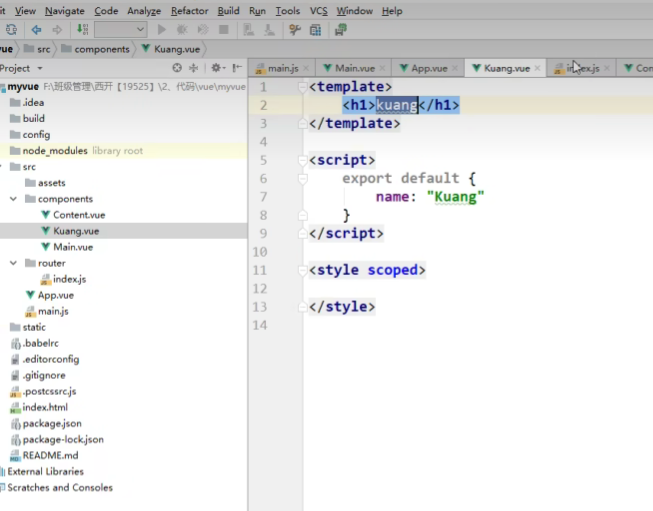 it View Navigate Code Analyze Refactor Build Run Tools VCS Window Help
vue src components Kuang.vue
Project
main.js Main.vue App.vue Kuang.vue index.js Con
myvue F:\班级管理\西开【19525】\2、代码\vue\myvue
.idea
build
config
node_modules library root
src
assets
components
Content.vue
Kuang.vue
Main.vue
router
index.js
App.vue
main.js
static
.babelrc
.editorconfig
.gitignore
.postcssrc.js
index.html
package.json
package-lock.json
README.md
External Libraries
Scratches and Consoles
1 <template>
2 <h1>kuang</h1>
3 </template>
4
5 <script>
6 export default {
7 name: "Kuang"
8 }
9 </script>
10
11 <style scoped>
12
13 </style>
14